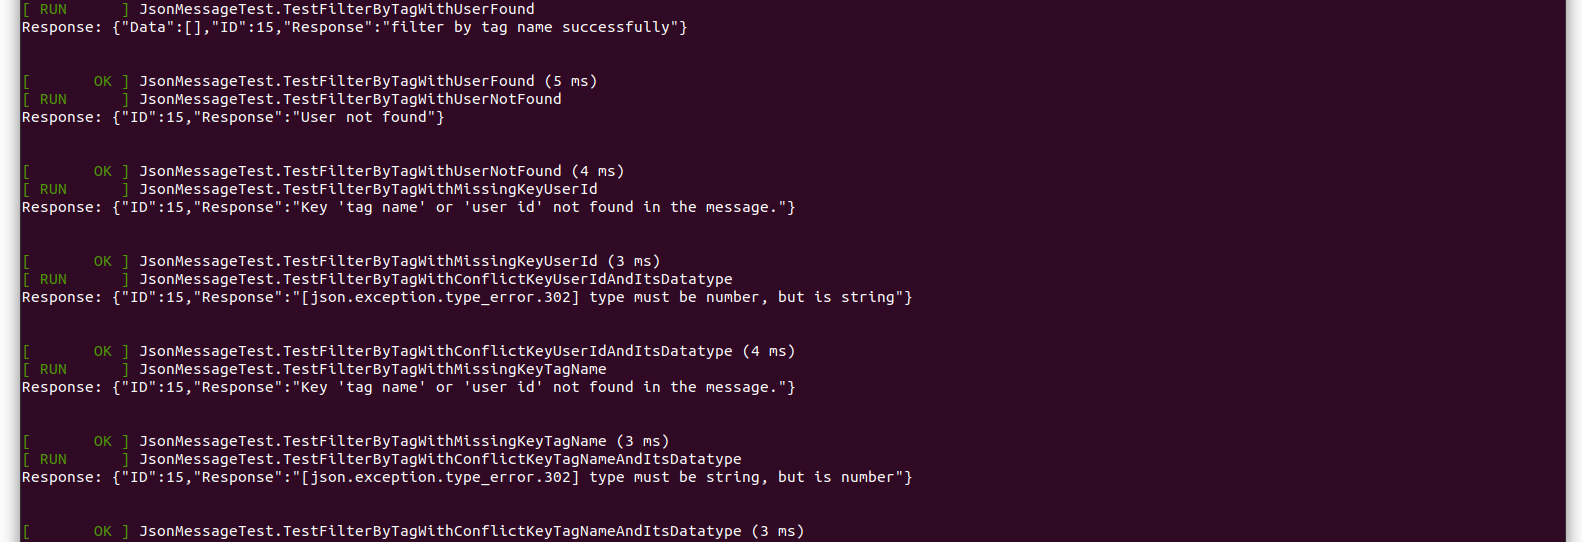 [ RUN      ] JsonMessageTest.TestFilterByTagWithUserFound
Response: {"Data":[],"ID":15,"Response":"filter by tag name successfully"}
[       OK ] JsonMessageTest.TestFilterByTagWithUserFound (5 ms)
[ RUN      ] JsonMessageTest.TestFilterByTagWithUserNotFound
Response: {"ID":15,"Response":"User not found"}
[       OK ] JsonMessageTest.TestFilterByTagWithUserNotFound (4 ms)
[ RUN      ] JsonMessageTest.TestFilterByTagWithMissingKeyUserId
Response: {"ID":15,"Response":"Key 'tag name' or 'user id' not found in the message."}
[       OK ] JsonMessageTest.TestFilterByTagWithMissingKeyUserId (3 ms)
[ RUN      ] JsonMessageTest.TestFilterByTagWithConflictKeyUserIdAndItsDatatype
Response: {"ID":15,"Response":"[json.exception.type_error.302] type must be number, but is string"}
[       OK ] JsonMessageTest.TestFilterByTagWithConflictKeyUserIdAndItsDatatype (4 ms)
[ RUN      ] JsonMessageTest.TestFilterByTagWithMissingKeyTagName
Response: {"ID":15,"Response":"Key 'tag name' or 'user id' not found in the message."}
[       OK ] JsonMessageTest.TestFilterByTagWithMissingKeyTagName (3 ms)
[ RUN      ] JsonMessageTest.TestFilterByTagWithConflictKeyTagNameAndItsDatatype
Response: {"ID":15,"Response":"[json.exception.type_error.302] type must be string, but is number"}
[       OK ] JsonMessageTest.TestFilterByTagWithConflictKeyTagNameAndItsDatatype (3 ms)